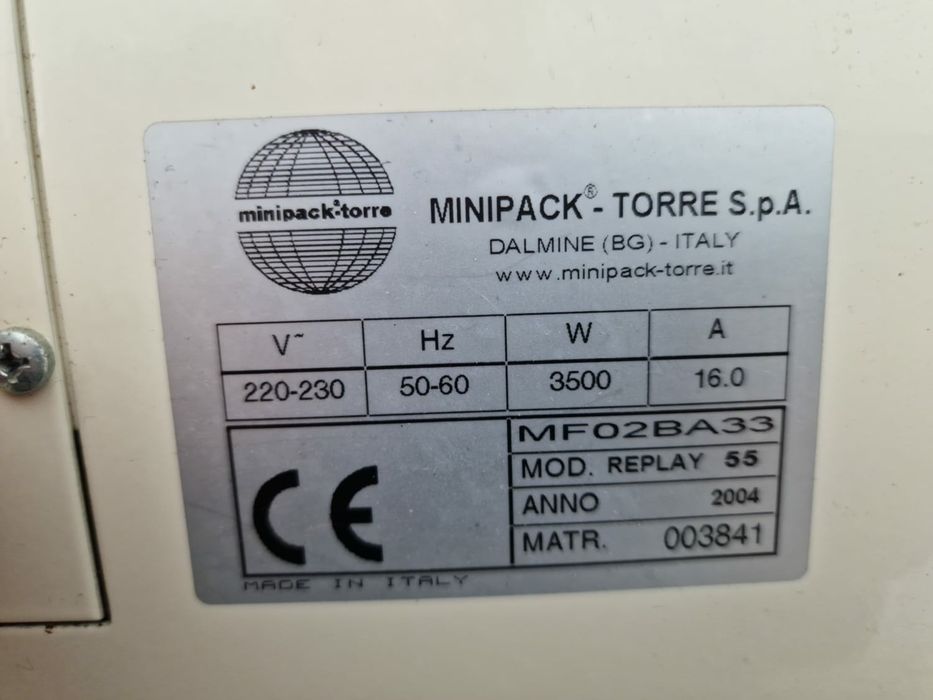 minipack-torre
MINIPACK® - TORRE S.p.A.
DALMINE (BG) - ITALY
www.minipack-torre.it
V~ Hz W A
220-230 50-60 3500 16.0
CE
MF02BA33
MOD. REPLAY 55
ANNO 2004
MATR. 003841
MADE IN ITALY